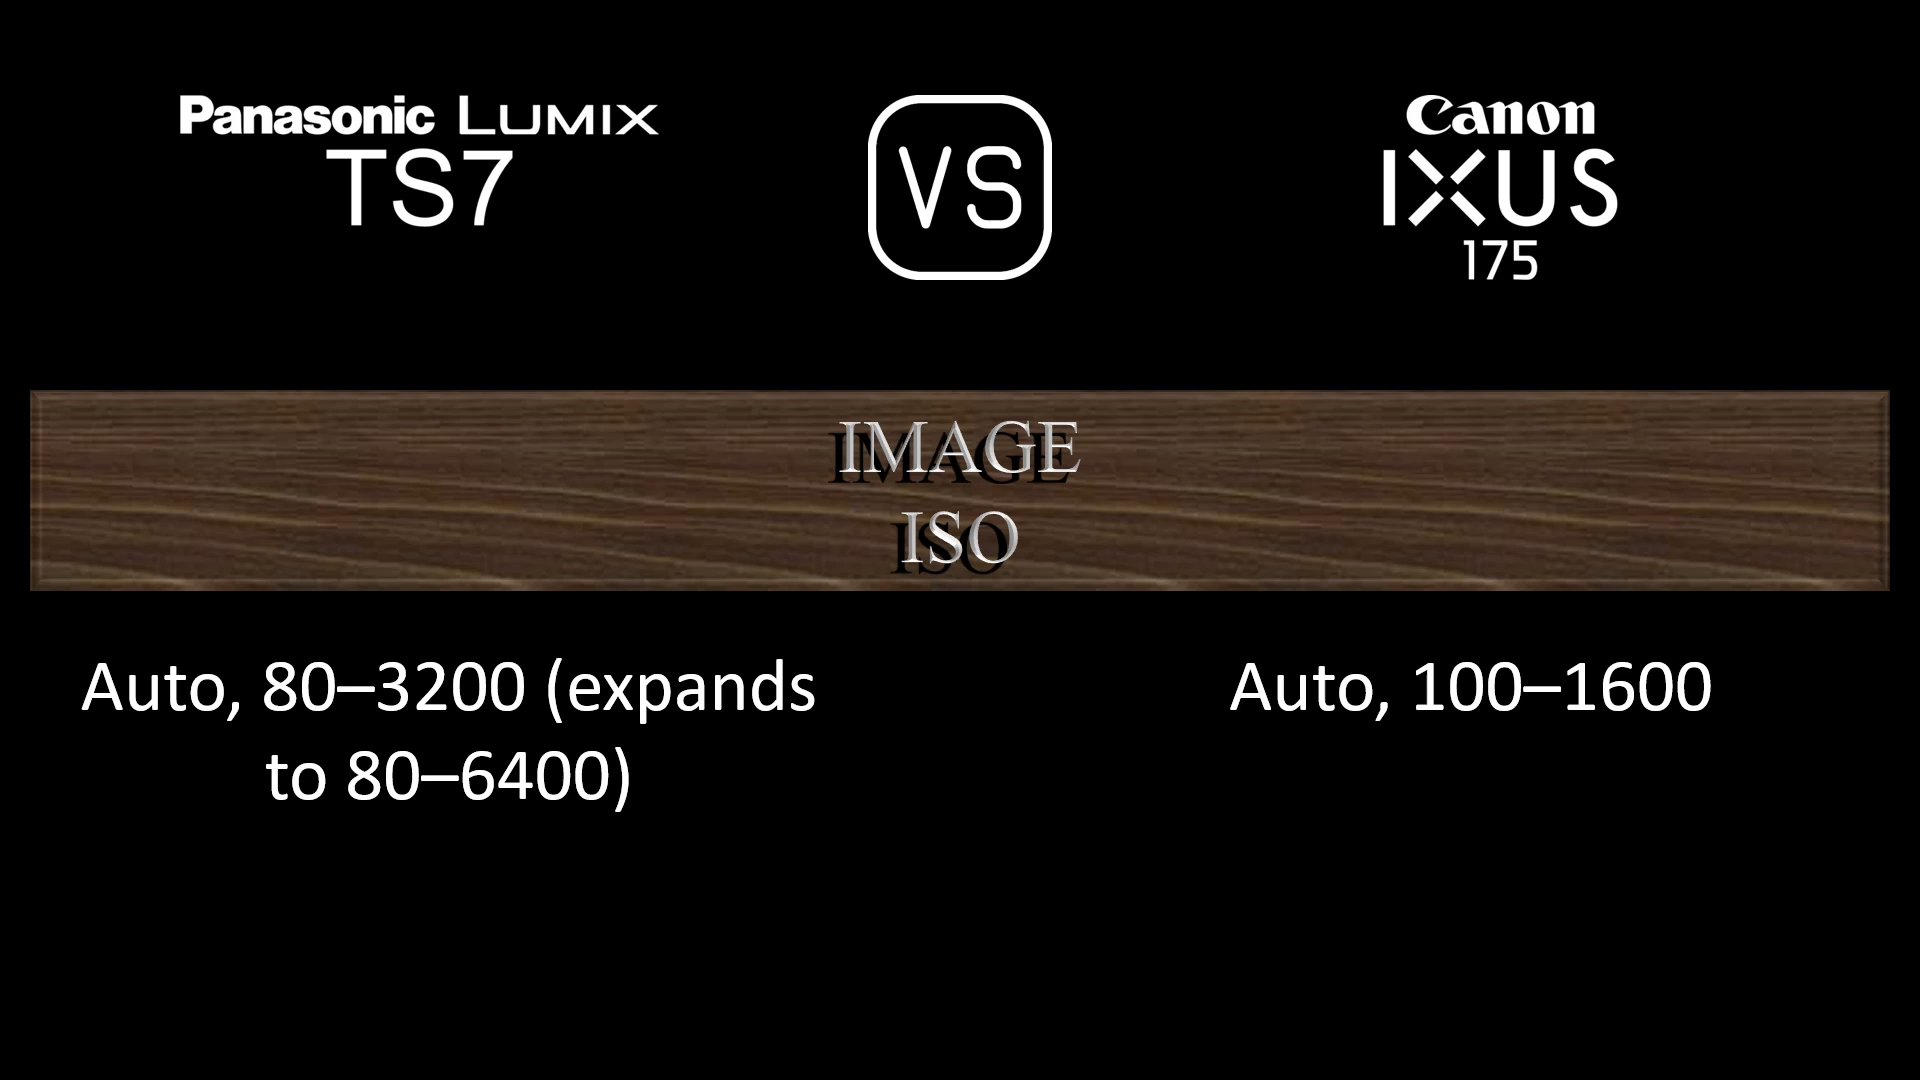 Panasonic LUMIX
TS7
VS
Canon
IXUS
175
IMAGE
ISO
Auto, 80–3200 (expands
to 80–6400)
Auto, 100–1600